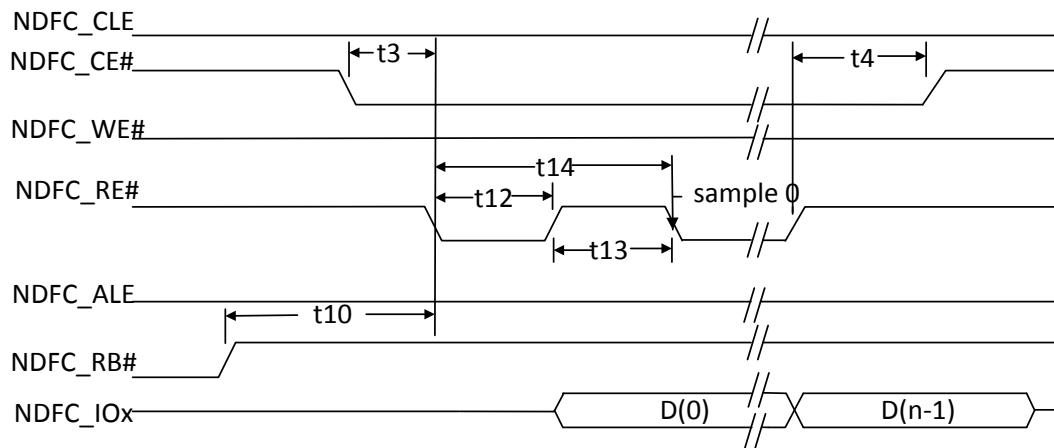 NDFC_CLE
t3
t4
NDFC_CE#
NDFC_WE#
t14
NDFC_RE#
t12
sample 0
t13
NDFC_ALE
t10
NDFC_RB#
NDFC_IOx
D(0)
D(n-1)